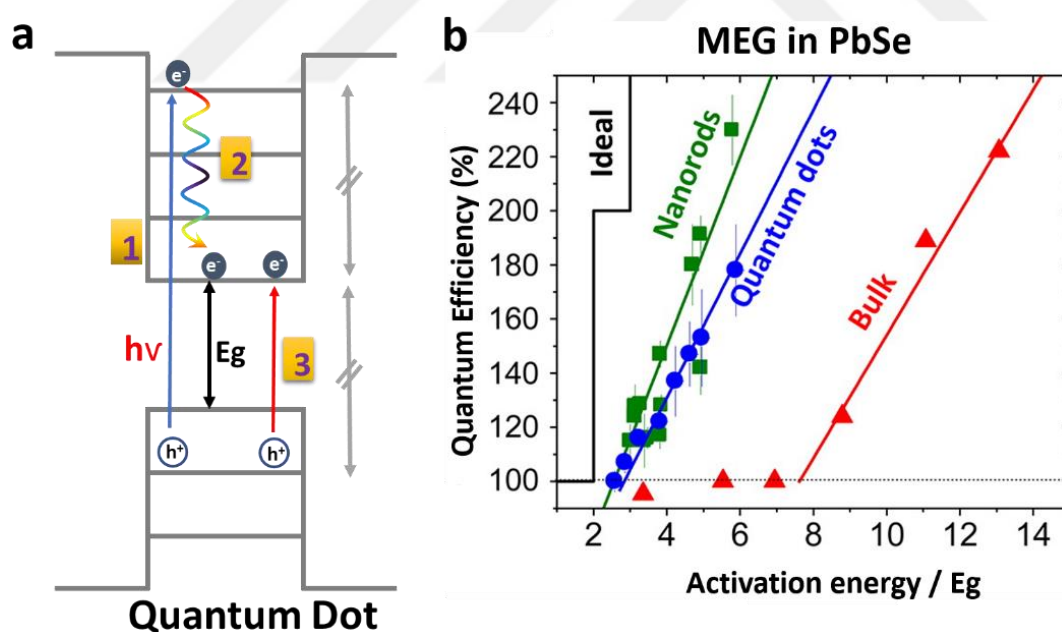 a
e⁻
2
1
e⁻
e⁻
hν
Eg
3
h⁺
h⁺
Quantum Dot
b
MEG in PbSe
Quantum Efficiency (%)
240
220
200
180
160
140
120
100
Ideal
Nanorods
Quantum dots
Bulk
2
4
6
8
10
12
14
Activation energy / Eg